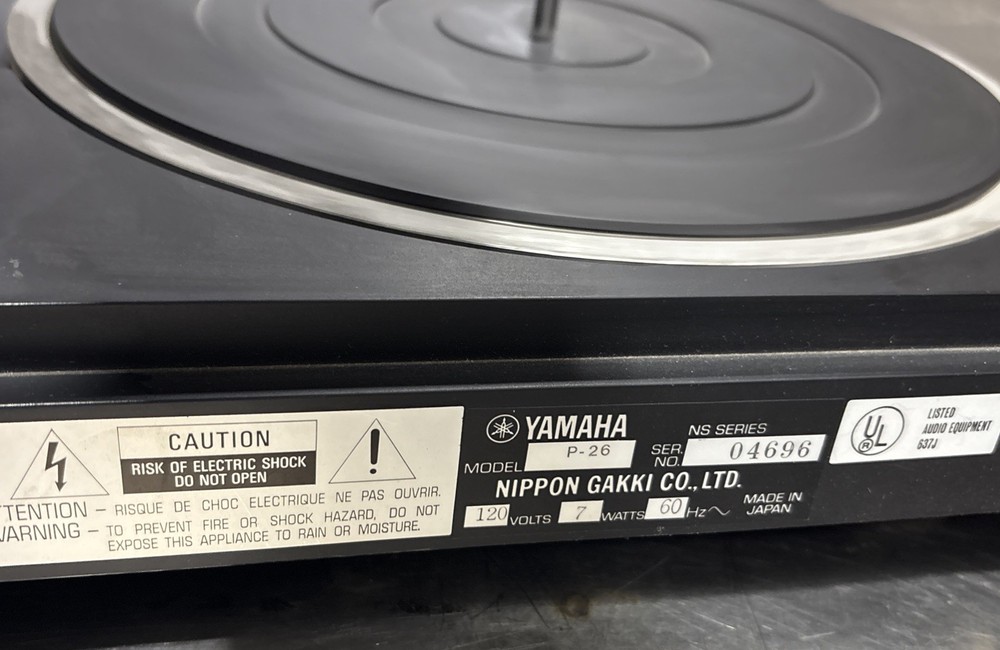 CAUTION
RISK OF ELECTRIC SHOCK
DO NOT OPEN
TTENTION – RISQUE DE CHOC ELECTRIQUE NE PAS OUVRIR.
WARNING – TO PREVENT FIRE OR SHOCK HAZARD, DO NOT
EXPOSE THIS APPLIANCE TO RAIN OR MOISTURE.
YAMAHA
NS SERIES
MODEL P-26 SER. NO. 04696
NIPPON GAKKI CO., LTD.
120 VOLTS 7 WATTS 60 Hz~ MADE IN JAPAN
UL
®
LISTED
AUDIO EQUIPMENT
637J